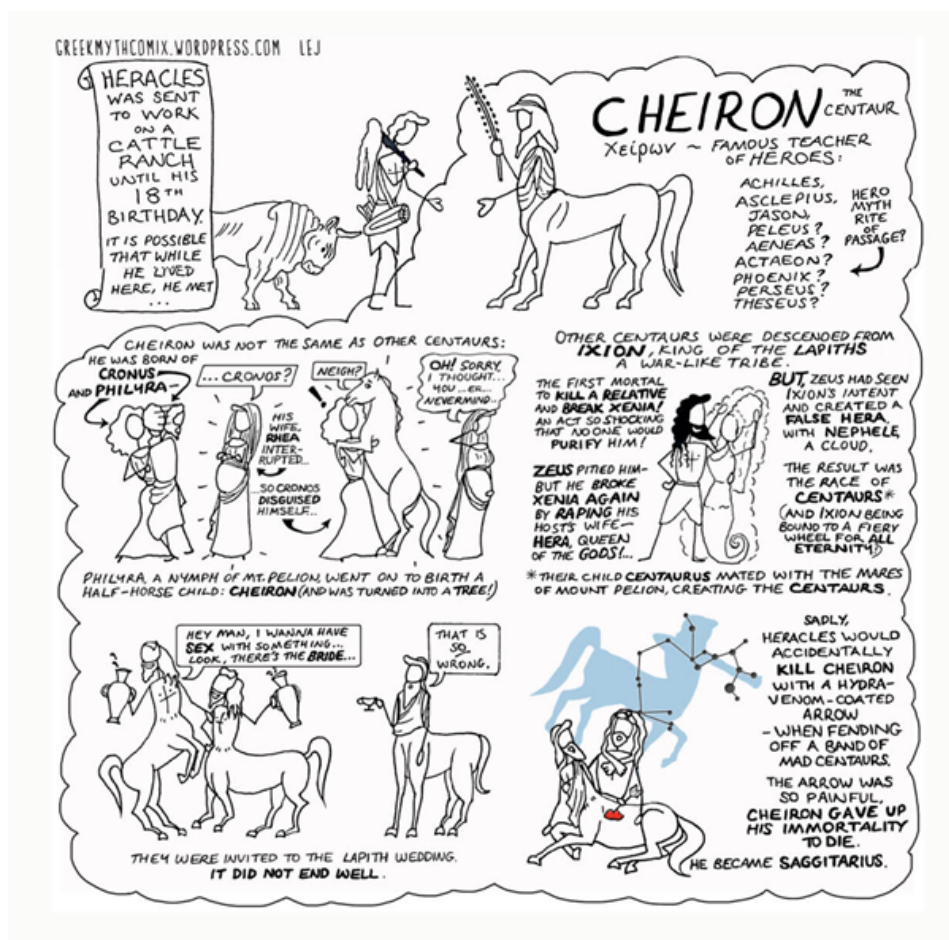 GREEKMYTHCOMIX.WORDPRESS.COM LEJ
HERACLES
WAS SENT
TO WORK
ON A
CATTLE
RANCH
UNTIL HIS
18TH
BIRTHDAY.
IT IS POSSIBLE
THAT WHILE
HE LIVED
HERE, HE MET
...
CHEIRON THE CENTAUR
Χείρων ~ FAMOUS TEACHER
OF HEROES:
ACHILLES,
ASCLEPIUS,
JASON,
PELEUS?
AENEAS?
ACTAEON?
PHOENIX?
PERSEUS?
THESEUS?
HERO
MYTH
RITE
OF
PASSAGE?
CHEIRON WAS NOT THE SAME AS OTHER CENTAURS:
HE WAS BORN OF
CRONUS
AND PHILYRA-
...CRONOS?
HIS
WIFE,
RHEA
INTER-
RUPTED...
...SO CRONOS
DISGUISED
HIMSELF...
NEIGH?
!
OH! SORRY,
I THOUGHT...
YOU...ER...
NEVERMIND..
PHILYRA, A NYMPH OF MT. PELION, WENT ON TO BIRTH A
HALF-HORSE CHILD: CHEIRON (AND WAS TURNED INTO A TREE!)
OTHER CENTAURS WERE DESCENDED FROM
IXION, KING OF THE LAPITHS
A WAR-LIKE TRIBE.
THE FIRST MORTAL
TO KILL A RELATIVE
AND BREAK XENIA!
AN ACT SO SHOCKING
THAT NO ONE WOULD
PURIFY HIM!
ZEUS PITIED HIM-
BUT HE BROKE
XENIA AGAIN
BY RAPING HIS
HOST'S WIFE-
HERA, QUEEN
OF THE GODS!...
BUT, ZEUS HAD SEEN
IXION'S INTENT
AND CREATED A
FALSE HERA,
WITH NEPHELE,
A CLOUD.
THE RESULT WAS
THE RACE OF
CENTAURS*
(AND IXION BEING
BOUND TO A FIERY
WHEEL FOR ALL
ETERNITY!)
*THEIR CHILD CENTAURUS MATED WITH THE MARES
OF MOUNT PELION, CREATING THE CENTAURS.
HEY MAN, I WANNA HAVE
SEX WITH SOMETHING...
LOOK, THERE'S THE BRIDE...
THAT IS
SO
WRONG.
THEY WERE INVITED TO THE LAPITH WEDDING.
IT DID NOT END WELL.
SADLY,
HERACLES WOULD
ACCIDENTALLY
KILL CHEIRON
WITH A HYDRA-
VENOM-COATED
ARROW
-WHEN FENDING
OFF A BAND OF
MAD CENTAURS.
THE ARROW WAS
SO PAINFUL,
CHEIRON GAVE UP
HIS IMMORTALITY
TO DIE.
HE BECAME SAGGITARIUS.